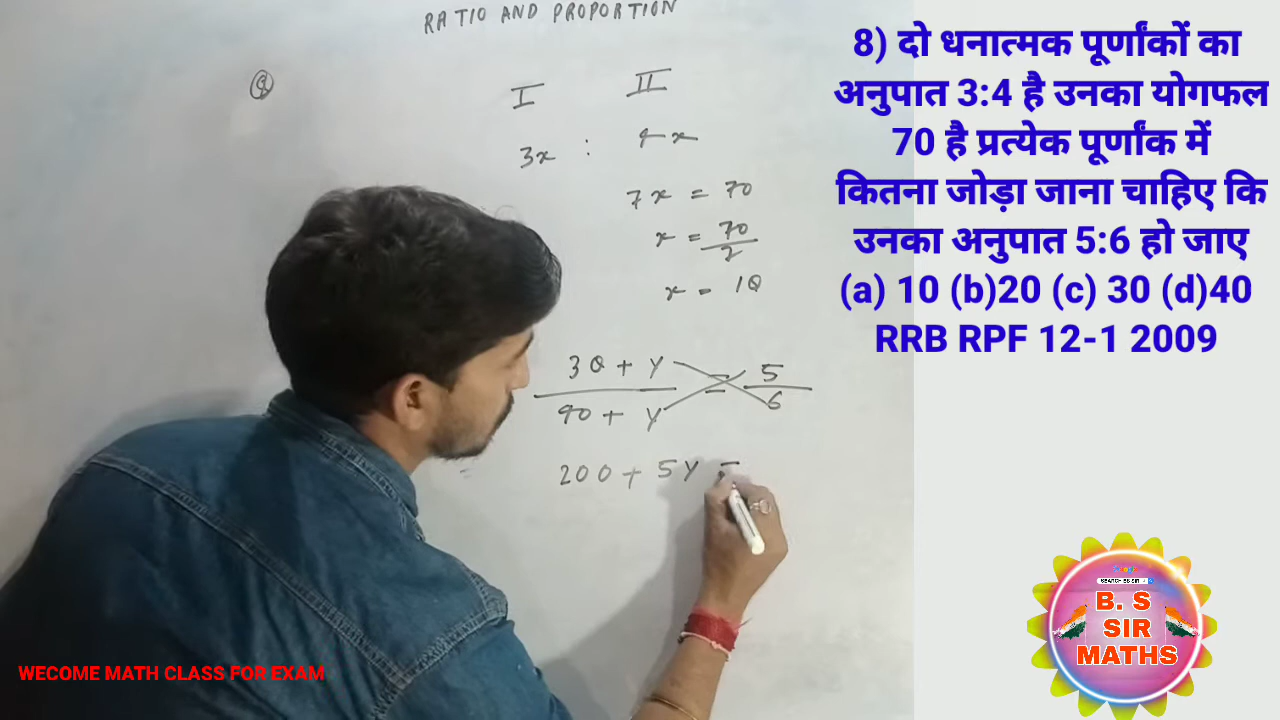 RATIO AND PROPORTION
8
I II
3x : 4x
7x = 70
x = 70
7
x = 10
30 + y = 5
40 + y 6
200 + 5y =
8) दो धनात्मक पूर्णांकों का
अनुपात 3:4 है उनका योगफल
70 है प्रत्येक पूर्णांक में
कितना जोड़ा जाना चाहिए कि
उनका अनुपात 5:6 हो जाए
(a) 10 (b)20 (c) 30 (d)40
RRB RPF 12-1 2009
B. S
SIR
MATHS
WECOME MATH CLASS FOR EXAM